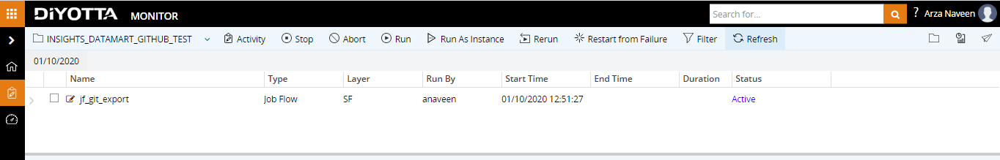 DiYOTTA MONITOR Search for... ? Arza Naveen
INSIGHTS_DATAMART_GITHUB_TEST Activity Stop Abort Run Run As Instance Rerun Restart from Failure Filter Refresh
01/10/2020
Name Type Layer Run By Start Time End Time Duration Status
jf_git_export Job Flow SF anaveen 01/10/2020 12:51:27 Active